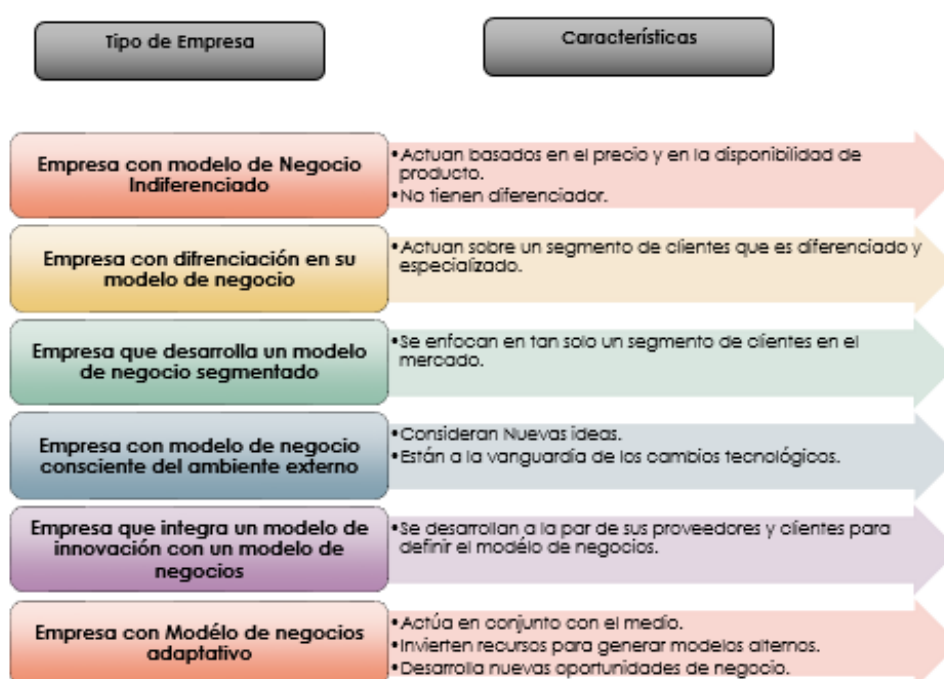 Tipo de Empresa
Características
Empresa con modelo de Negocio
Indiferenciado
•Actuan basados en el precio y en la disponibilidad de
producto.
•No tienen diferenciador.
Empresa con difrenciación en su
modelo de negocio
•Actuan sobre un segmento de clientes que es diferenciado y
especializado.
Empresa que desarrolla un modelo
de negocio segmentado
•Se enfocan en tan solo un segmento de clientes en el
mercado.
Empresa con modelo de negocio
consciente del ambiente externo
•Consideran Nuevas ideas.
•Están a la vanguardia de los cambios tecnológicos.
Empresa que integra un modelo de
innovación con un modelo de
negocios
•Se desarrollan a la par de sus proveedores y clientes para
definir el modélo de negocios.
Empresa con Modélo de negocios
adaptativo
•Actúa en conjunto con el medio.
•Invierten recursos para generar modelos alternos.
•Desarrolla nuevas oportunidades de negocio.